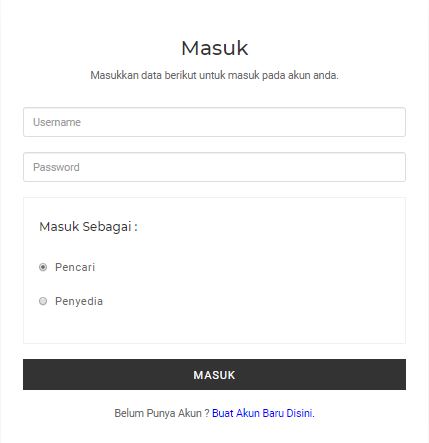 Masuk
Masukkan data berikut untuk masuk pada akun anda.
Username
Password
Masuk Sebagai :
Pencari
Penyedia
MASUK
Belum Punya Akun ? Buat Akun Baru Disini.